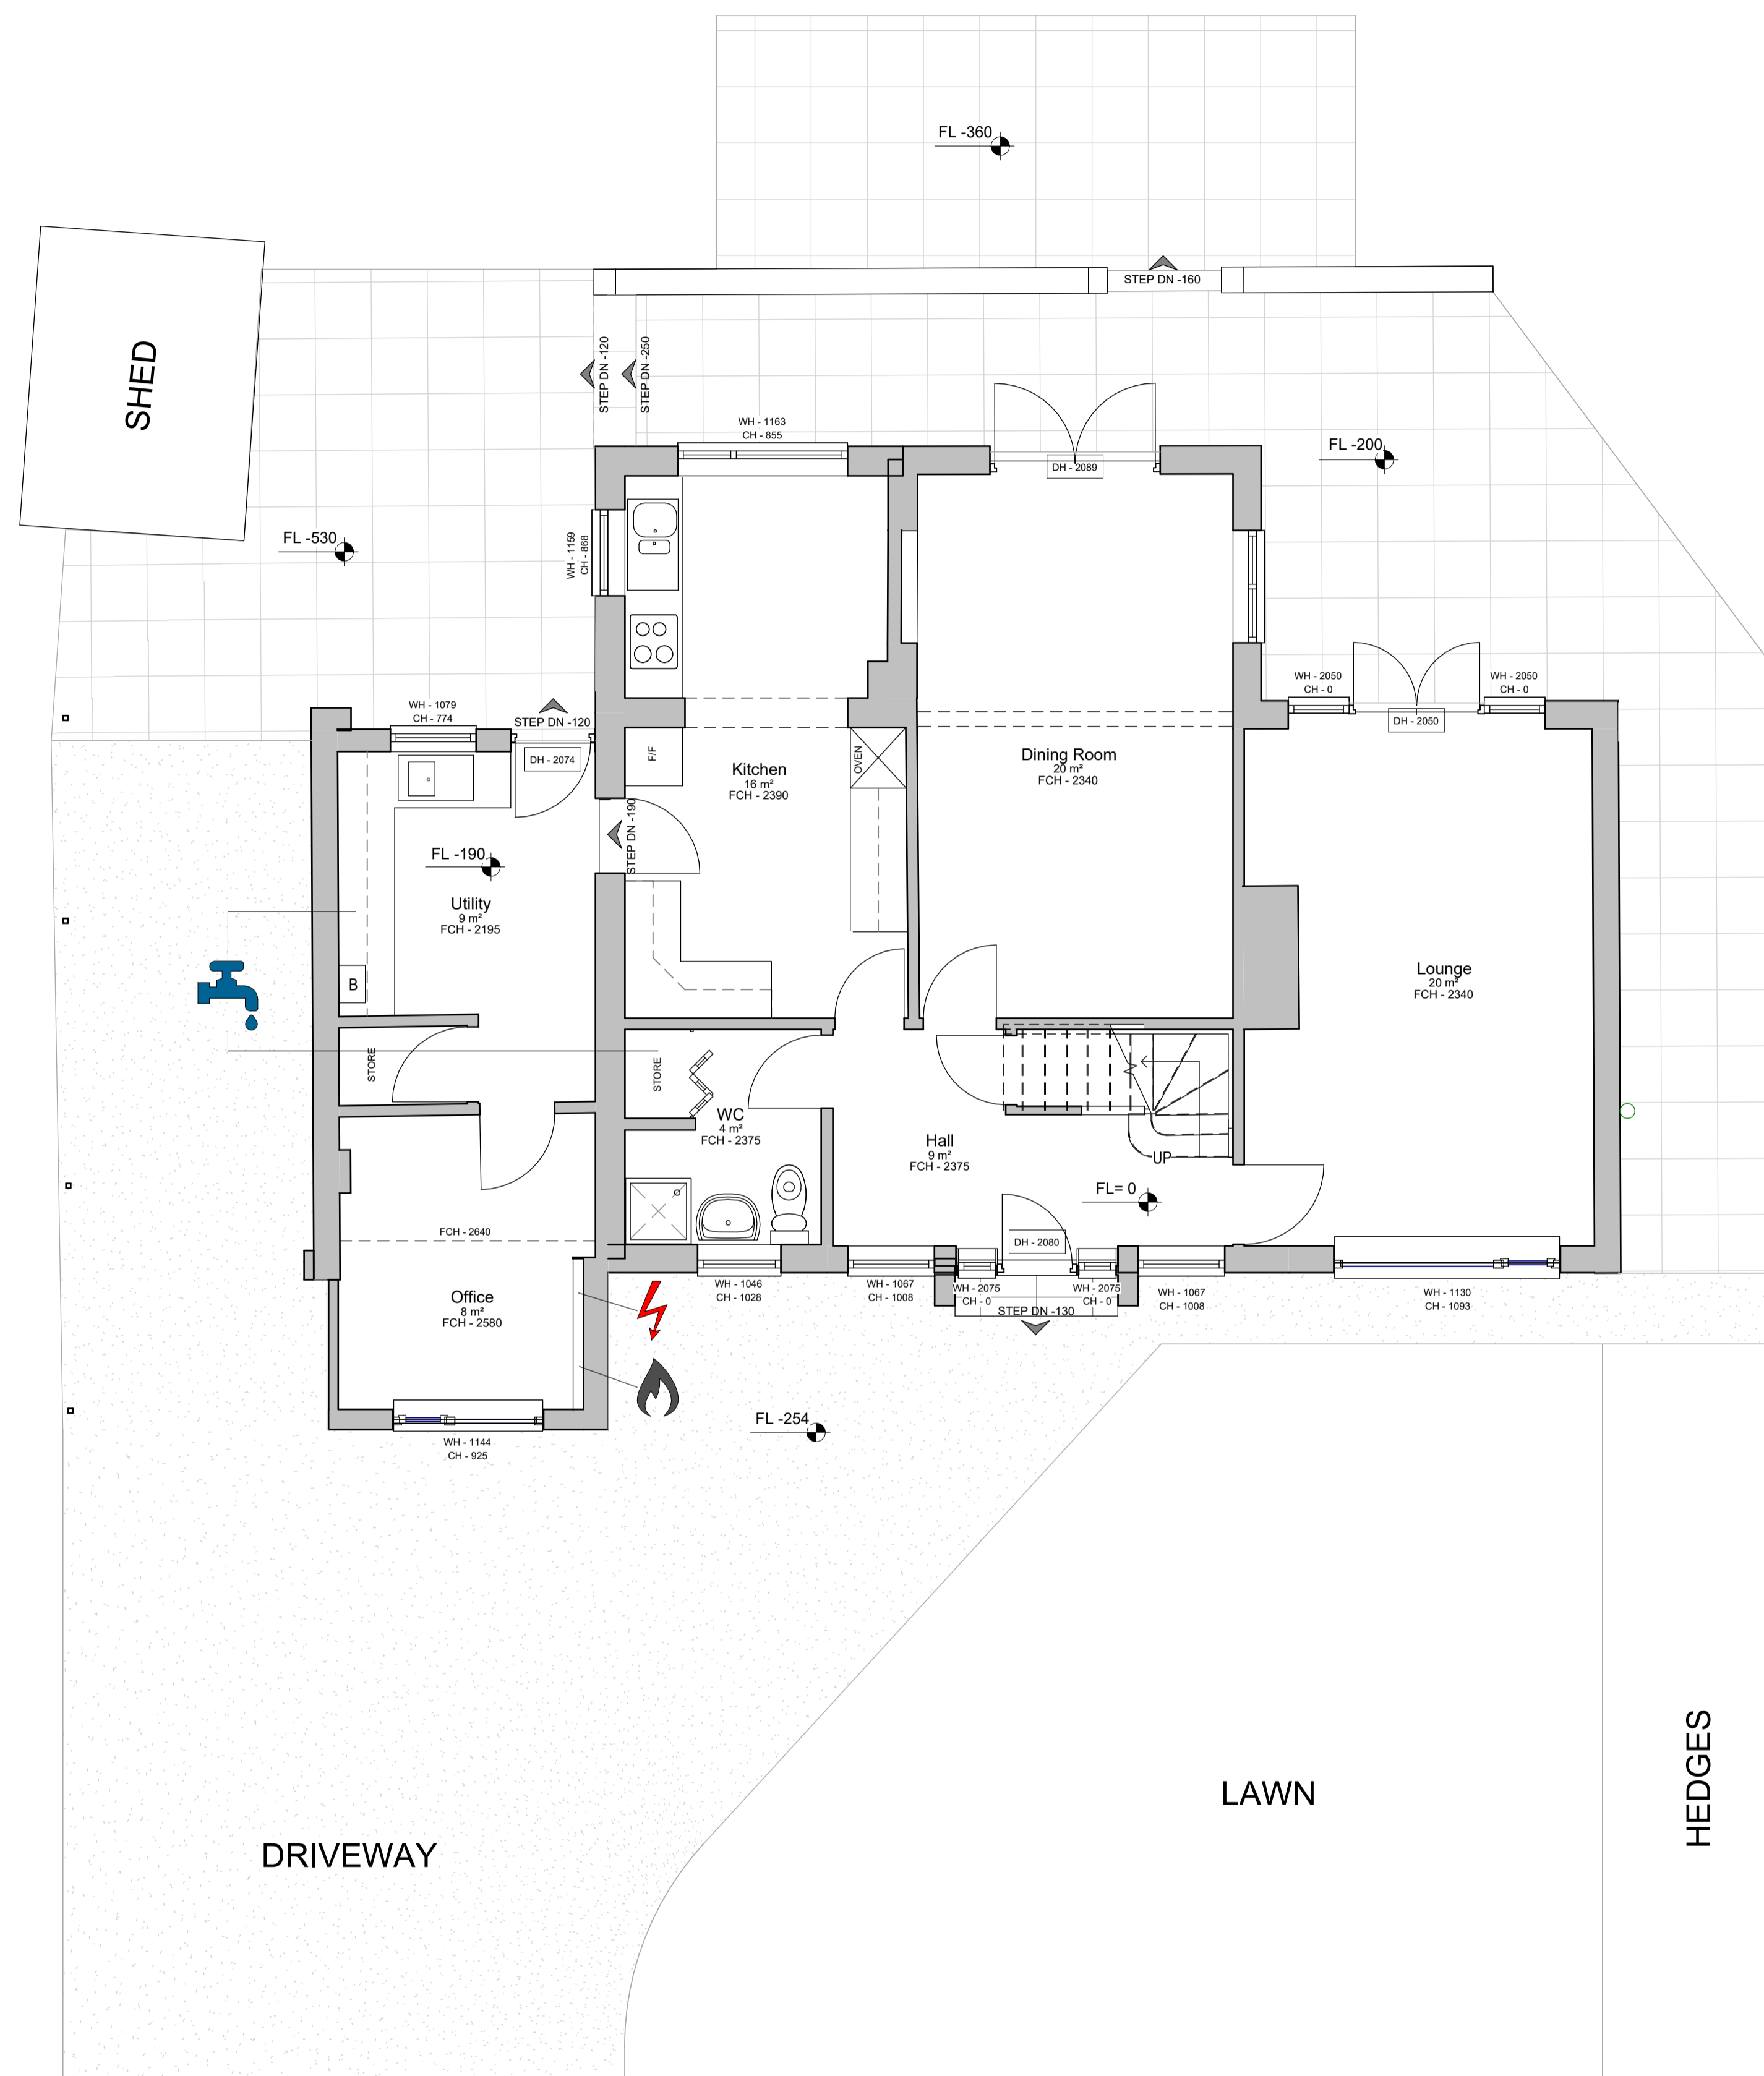 FL -360
STEP DN -160
SHED
STEP DN -120
STEP DN -250
WH - 1163
CH - 855
FL -200
DH - 2089
FL -530
WH - 1159
CH - 868
WH - 2050
CH - 0
WH - 2050
CH - 0
DH - 2050
WH - 1079
CH - 774
STEP DN -120
DH - 2074
F/F
OVEN
Kitchen
16 m²
FCH - 2390
Dining Room
20 m²
FCH - 2340
STEP DN -190
FL -190
Utility
9 m²
FCH - 2195
Lounge
20 m²
FCH - 2340
B
STORE
STORE
WC
4 m²
FCH - 2375
Hall
9 m²
FCH - 2375
UP
FL= 0
FCH - 2640
DH - 2080
Office
8 m²
FCH - 2580
WH - 1046
CH - 1028
WH - 1067
CH - 1008
WH - 2075
CH - 0
WH - 2075
CH - 0
STEP DN -130
WH - 1067
CH - 1008
WH - 1130
CH - 1093
FL -254
WH - 1144
CH - 925
LAWN
HEDGES
DRIVEWAY